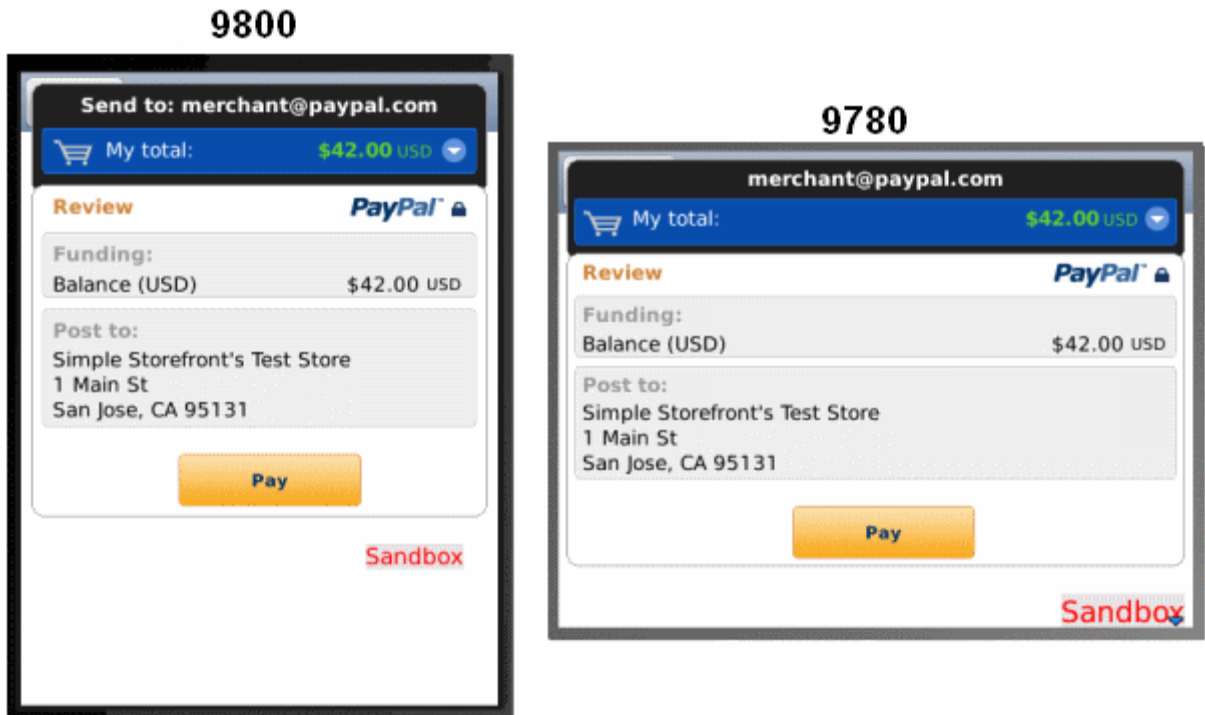 9800
Send to: merchant@paypal.com
My total: $42.00 USD
Review PayPal™
Funding:
Balance (USD) $42.00 USD
Post to:
Simple Storefront's Test Store
1 Main St
San Jose, CA 95131
Pay
Sandbox
9780
merchant@paypal.com
My total: $42.00 USD
Review PayPal™
Funding:
Balance (USD) $42.00 USD
Post to:
Simple Storefront's Test Store
1 Main St
San Jose, CA 95131
Pay
Sandbox